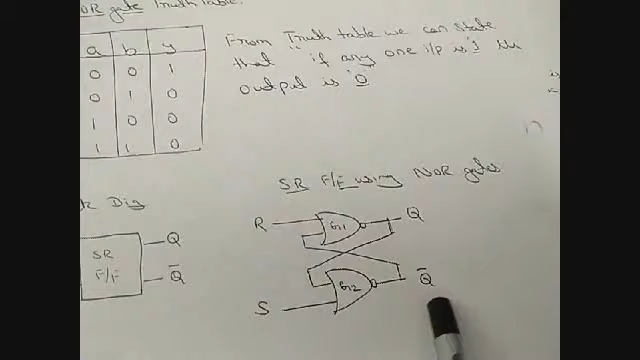 NOR gate Truth table.
a b y
0 0 1
0 1 0
1 0 0
1 1 0
From Truth table we can state
that " if any one i/p is 1 the
output is '0
Dig
SR
F/F
Q
Q̅
SR F/F using NOR gates
R
G1
Q
G2
Q̅
S